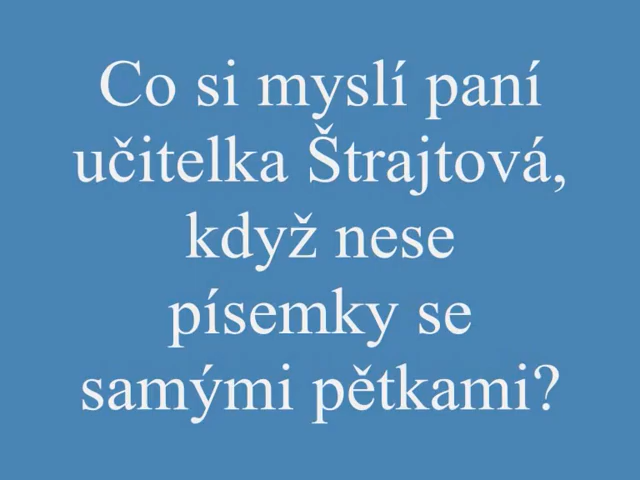 Co si myslí paní
učitelka Štrajtová,
když nese
písemky se
samými pětkami?